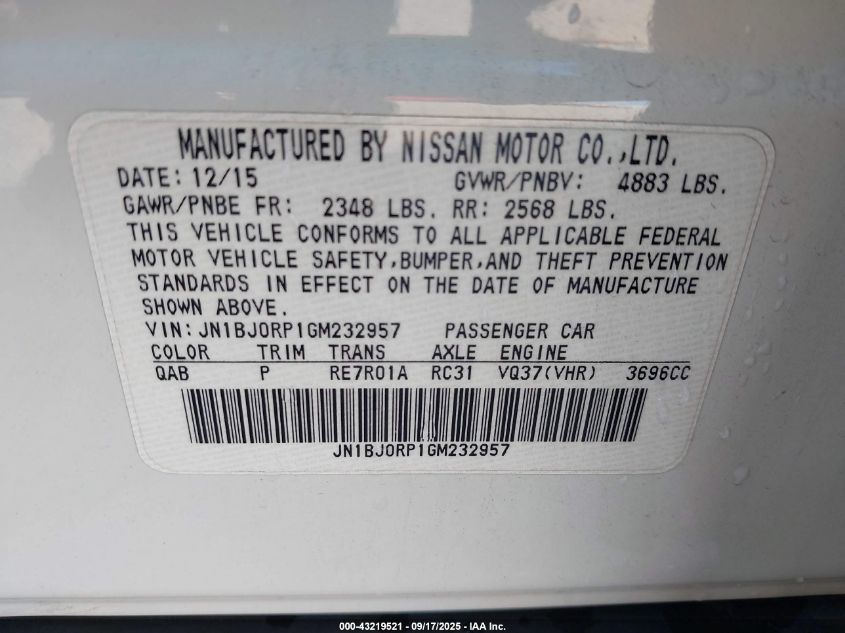 MANUFACTURED BY NISSAN MOTOR CO.,LTD.
DATE: 12/15 GVWR/PNBV: 4883 LBS.
GAWR/PNBE FR: 2348 LBS. RR: 2568 LBS.
THIS VEHICLE CONFORMS TO ALL APPLICABLE FEDERAL
MOTOR VEHICLE SAFETY,BUMPER,AND THEFT PREVENTION
STANDARDS IN EFFECT ON THE DATE OF MANUFACTURE
SHOWN ABOVE.
VIN: JN1BJ0RP1GM232957 PASSENGER CAR
COLOR TRIM TRANS AXLE ENGINE
QAB P RE7R01A RC31 VQ37(VHR) 3696CC
JN1BJ0RP1GM232957
000-43219521 - 09/17/2025 - IAA Inc.